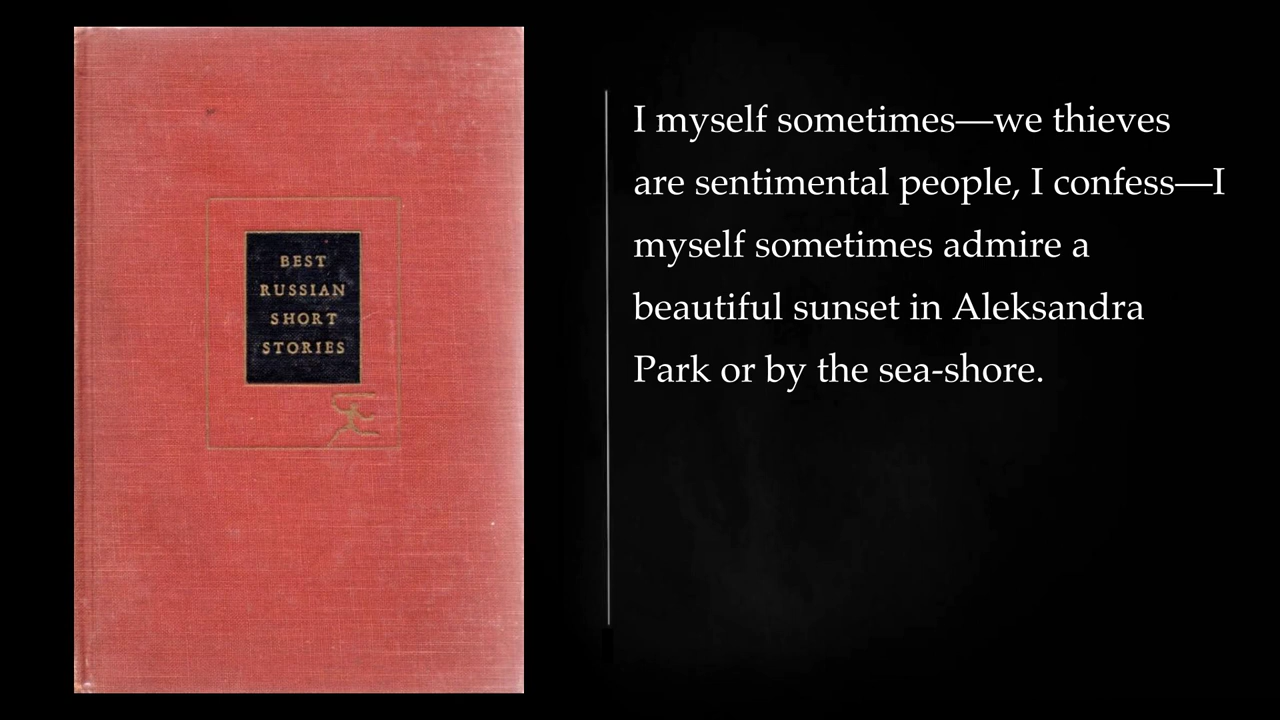 BEST
RUSSIAN
SHORT
STORIES
I myself sometimes—we thieves
are sentimental people, I confess—I
myself sometimes admire a
beautiful sunset in Aleksandra
Park or by the sea-shore.